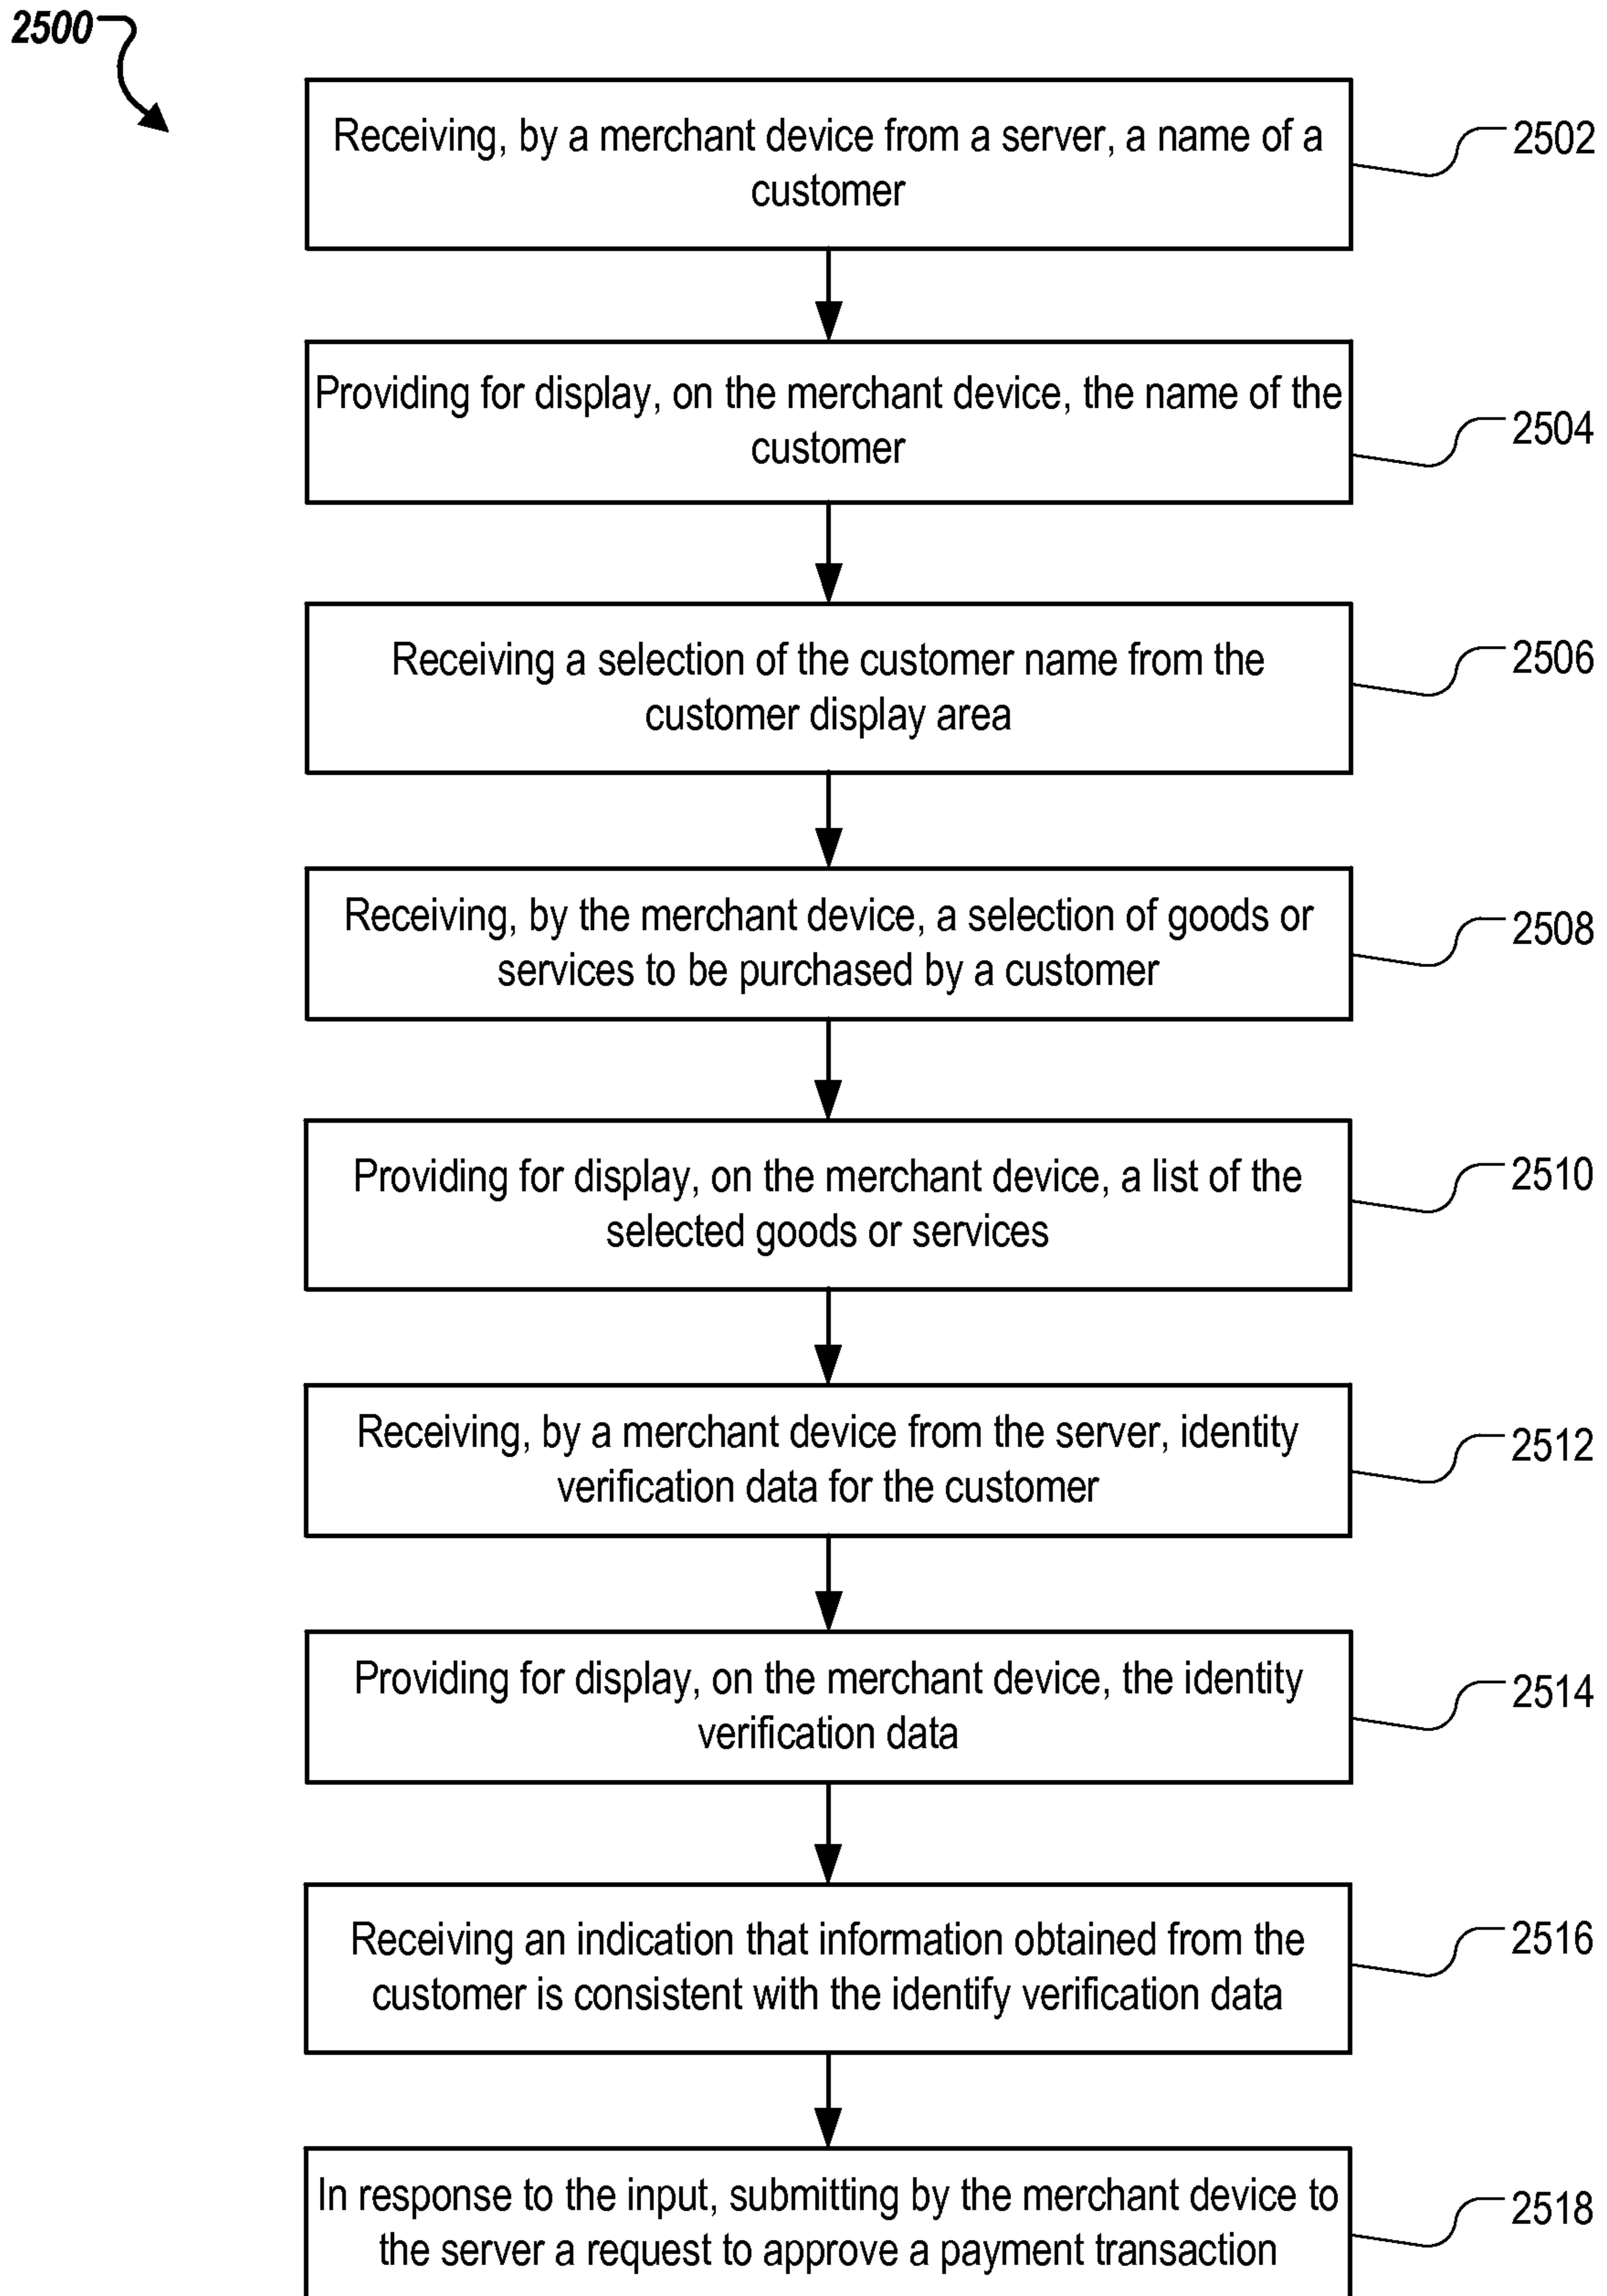 2500
Receiving, by a merchant device from a server, a name of a
customer
2502
Providing for display, on the merchant device, the name of the
customer
2504
Receiving a selection of the customer name from the
customer display area
2506
Receiving, by the merchant device, a selection of goods or
services to be purchased by a customer
2508
Providing for display, on the merchant device, a list of the
selected goods or services
2510
Receiving, by a merchant device from the server, identity
verification data for the customer
2512
Providing for display, on the merchant device, the identity
verification data
2514
Receiving an indication that information obtained from the
customer is consistent with the identify verification data
2516
In response to the input, submitting by the merchant device to
the server a request to approve a payment transaction
2518